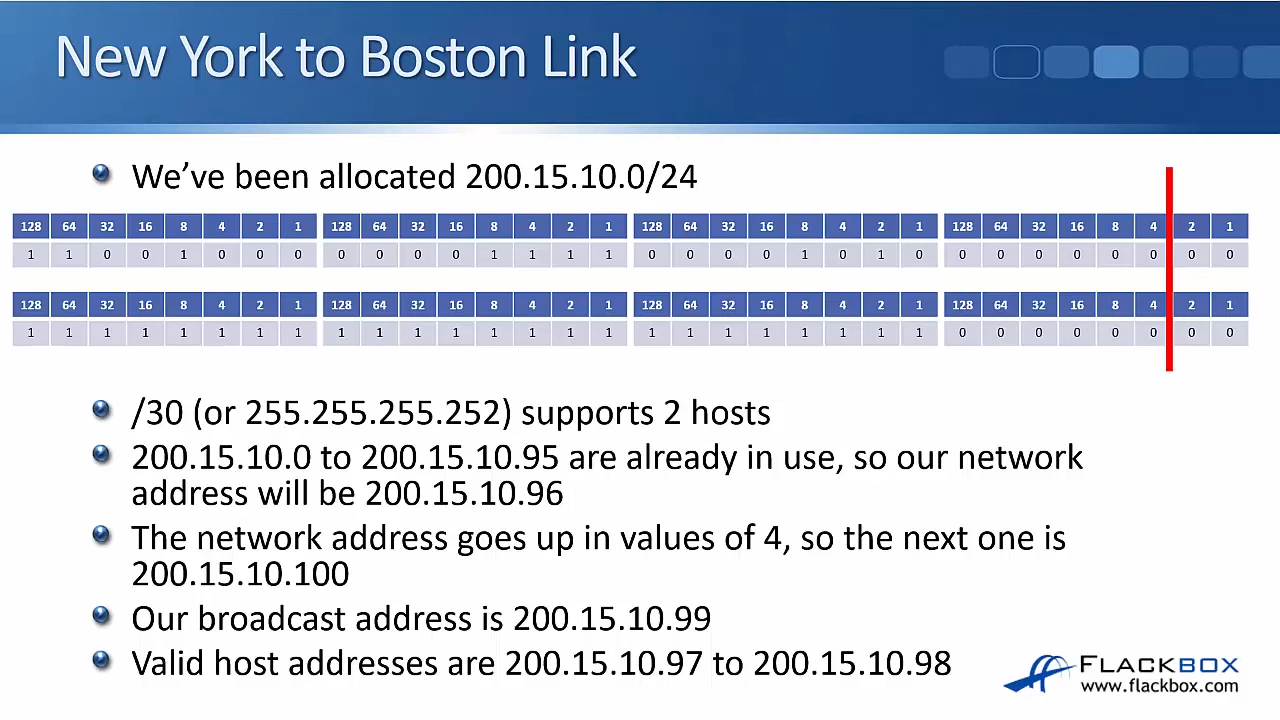 New York to Boston Link
We've been allocated 200.15.10.0/24
128 64 32 16 8 4 2 1 128 64 32 16 8 4 2 1 128 64 32 16 8 4 2 1 128 64 32 16 8 4 2 1
1 1 0 0 1 0 0 0 0 0 0 0 1 1 1 1 0 0 0 0 1 0 1 0 0 0 0 0 0 0 0 0
128 64 32 16 8 4 2 1 128 64 32 16 8 4 2 1 128 64 32 16 8 4 2 1 128 64 32 16 8 4 2 1
1 1 1 1 1 1 1 1 1 1 1 1 1 1 1 1 1 1 1 1 1 1 1 1 0 0 0 0 0 0 0 0
/30 (or 255.255.255.252) supports 2 hosts
200.15.10.0 to 200.15.10.95 are already in use, so our network
address will be 200.15.10.96
The network address goes up in values of 4, so the next one is
200.15.10.100
Our broadcast address is 200.15.10.99
Valid host addresses are 200.15.10.97 to 200.15.10.98
FLACKBOX
www.flackbox.com